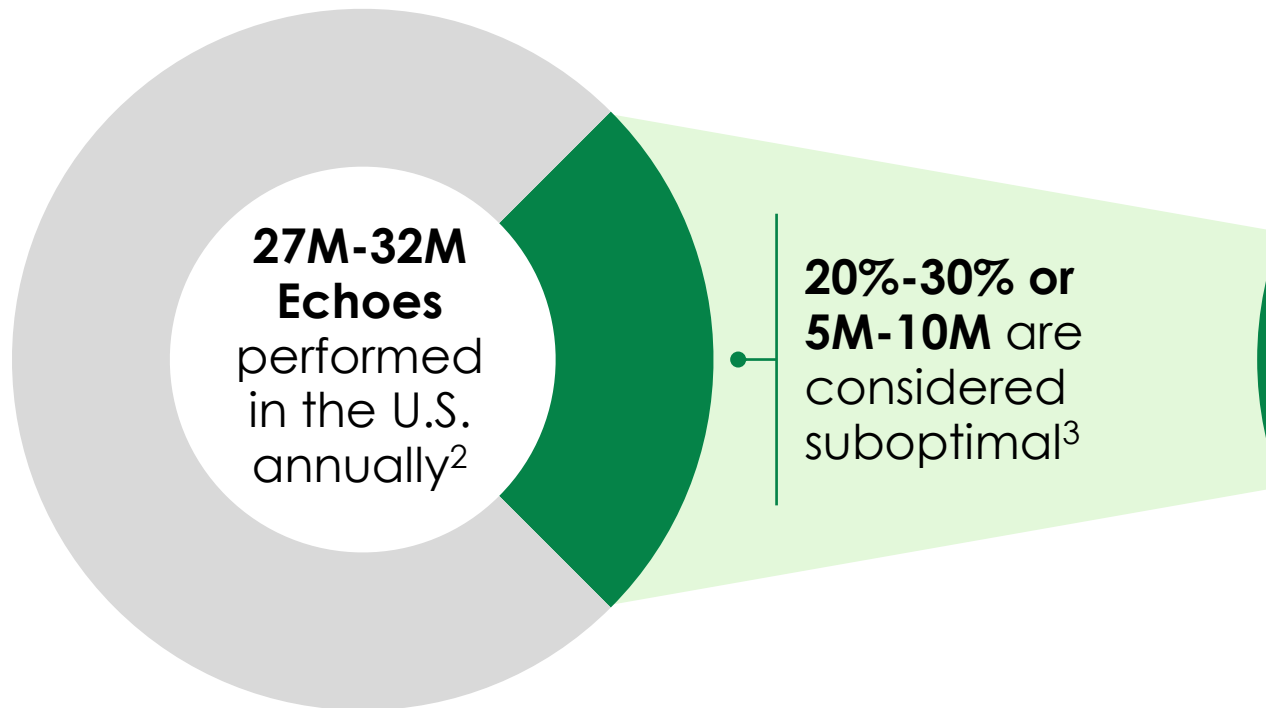 27M-32M
Echoes
performed
in the U.S.
annually²
20%-30% or
5M-10M are
considered
suboptimal³